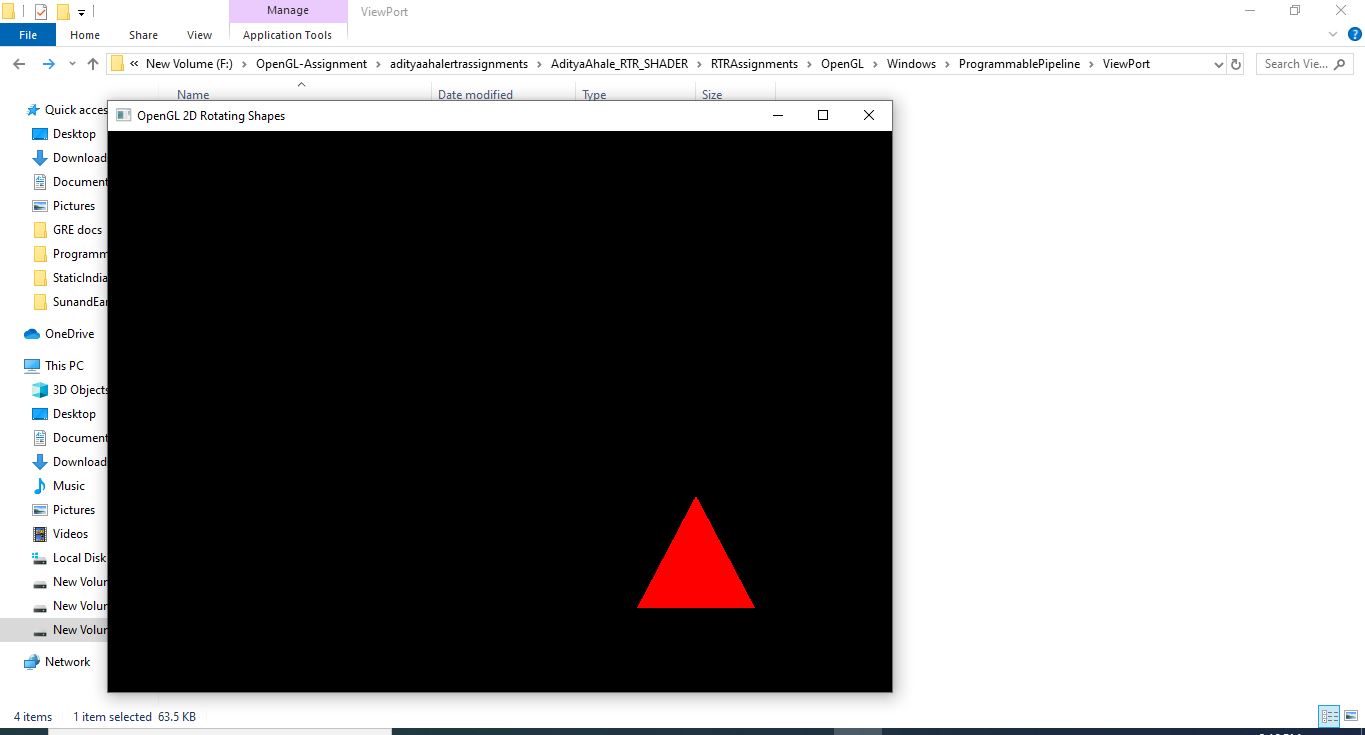 Manage
ViewPort
File
Home
Share
View
Application Tools
« New Volume (F:) › OpenGL-Assignment › adityaahalertrassignments › AdityaAhale_RTR_SHADER › RTRAssignments › OpenGL › Windows › ProgrammablePipeline › ViewPort
Search Vie...
Name
Date modified
Type
Size
OpenGL 2D Rotating Shapes
Quick acces
Desktop
Download
Document
Pictures
GRE docs
Programm
StaticIndia
SunandEar
OneDrive
This PC
3D Objects
Desktop
Document
Download
Music
Pictures
Videos
Local Disk
New Volur
New Volur
New Volur
Network
4 items
1 item selected 63.5 KB